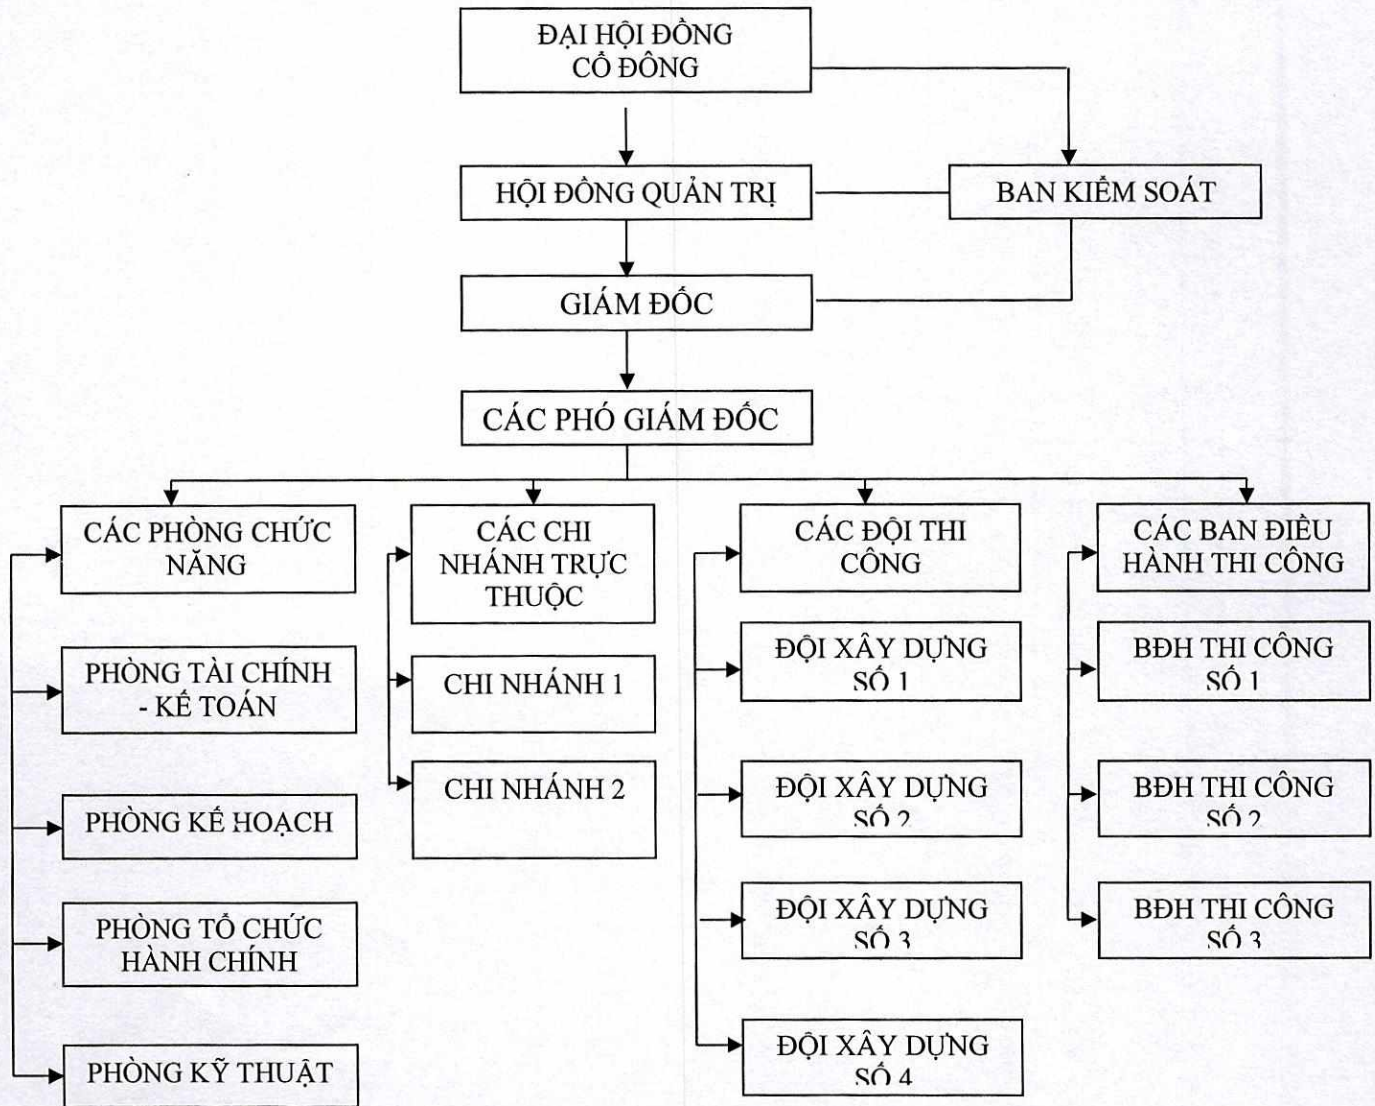 ĐẠI HỘI ĐỒNG
CỔ ĐÔNG
HỘI ĐỒNG QUẢN TRỊ
BAN KIỂM SOÁT
GIÁM ĐỐC
CÁC PHÓ GIÁM ĐỐC
CÁC PHÒNG CHỨC
NĂNG
PHÒNG TÀI CHÍNH
- KẾ TOÁN
PHÒNG KẾ HOẠCH
PHÒNG TỔ CHỨC
HÀNH CHÍNH
PHÒNG KỸ THUẬT
CÁC CHI
NHÁNH TRỰC
THUỘC
CHI NHÁNH 1
CHI NHÁNH 2
CÁC ĐỘI THI
CÔNG
ĐỘI XÂY DỰNG
SỐ 1
ĐỘI XÂY DỰNG
SỐ 2
ĐỘI XÂY DỰNG
SỐ 3
ĐỘI XÂY DỰNG
SỐ 4
CÁC BAN ĐIỀU
HÀNH THI CÔNG
BĐH THI CÔNG
SỐ 1
BĐH THI CÔNG
SỐ 2
BĐH THI CÔNG
SỐ 3